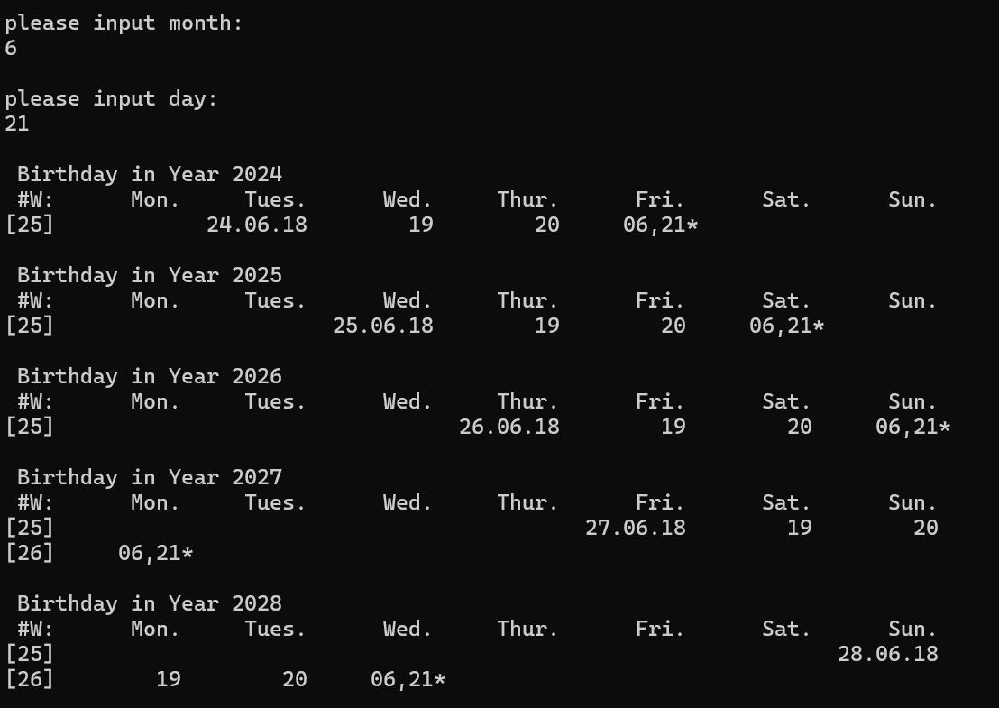 please input month:
6
please input day:
21
Birthday in Year 2024
#W: Mon. Tues. Wed. Thur. Fri. Sat. Sun.
[25] 24.06.18 19 20 06,21*
Birthday in Year 2025
#W: Mon. Tues. Wed. Thur. Fri. Sat. Sun.
[25] 25.06.18 19 20 06,21*
Birthday in Year 2026
#W: Mon. Tues. Wed. Thur. Fri. Sat. Sun.
[25] 26.06.18 19 20 06,21*
Birthday in Year 2027
#W: Mon. Tues. Wed. Thur. Fri. Sat. Sun.
[25] 27.06.18 19 20
[26] 06,21*
Birthday in Year 2028
#W: Mon. Tues. Wed. Thur. Fri. Sat. Sun.
[25] 28.06.18
[26] 19 20 06,21*